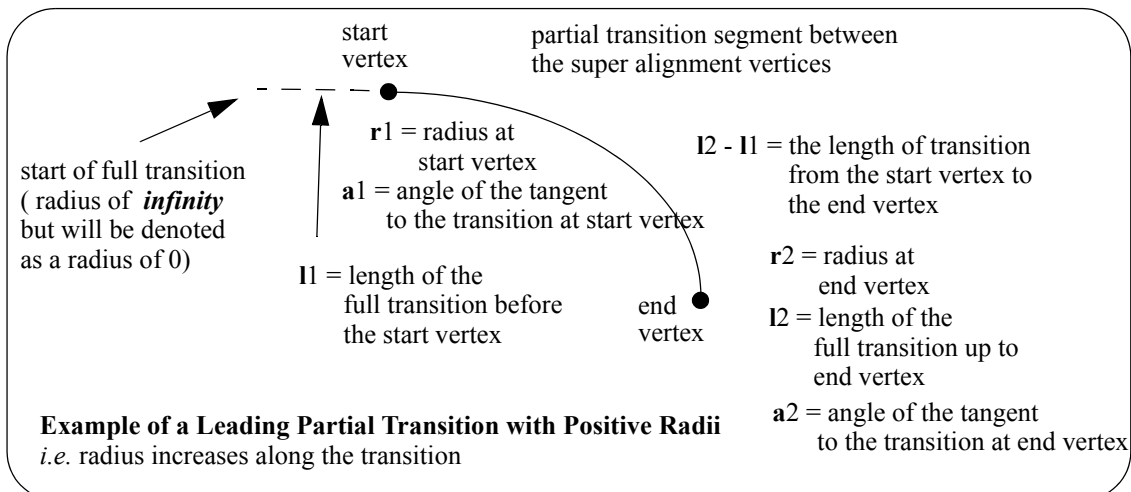 start
vertex
partial transition segment between
the super alignment vertices
start of full transition
( radius of infinity
but will be denoted
as a radius of 0)
r1 = radius at
start vertex
a1 = angle of the tangent
to the transition at start vertex
l1 = length of the
full transition before
the start vertex
end
vertex
l2 - l1 = the length of transition
from the start vertex to
the end vertex
r2 = radius at
end vertex
l2 = length of the
full transition up to
end vertex
a2 = angle of the tangent
to the transition at end vertex
Example of a Leading Partial Transition with Positive Radii
i.e. radius increases along the transition